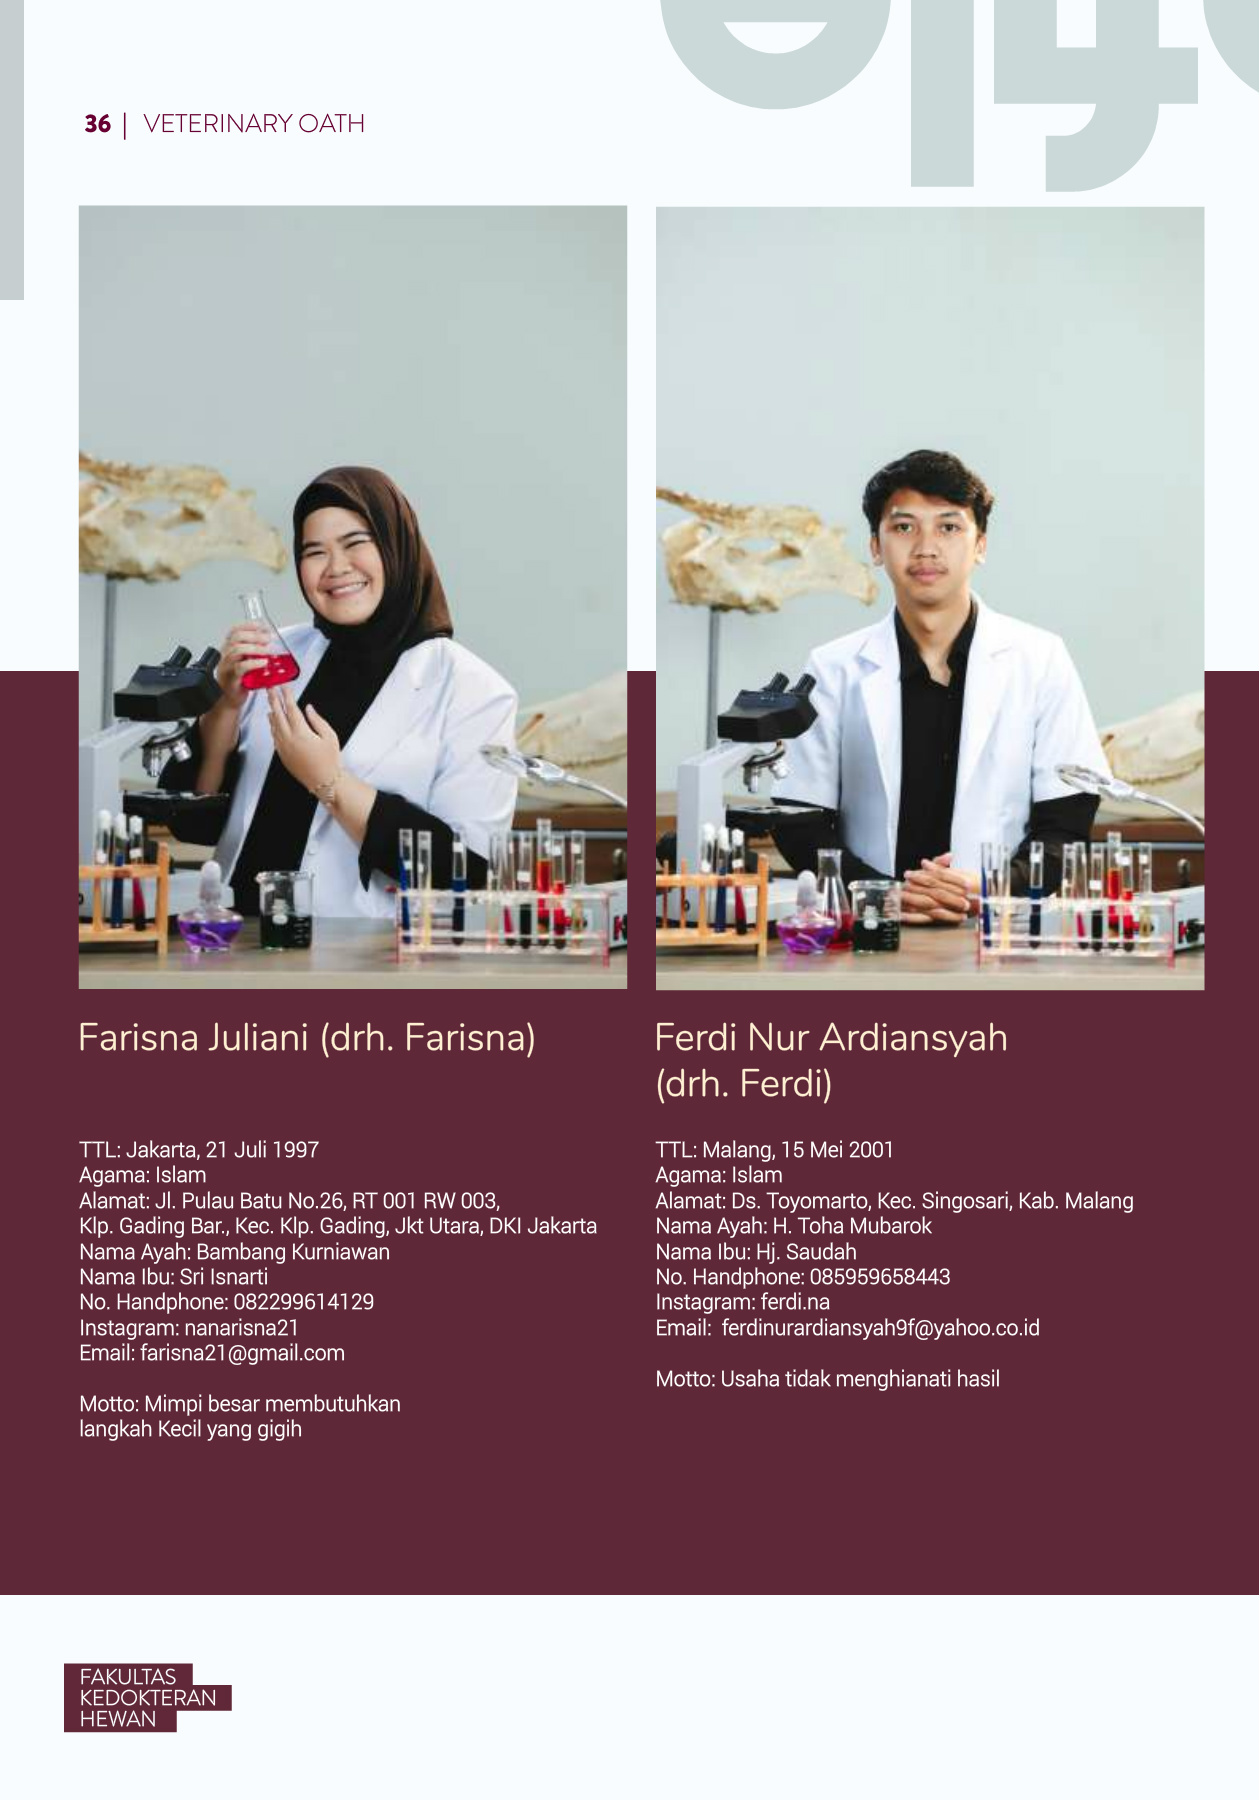 36 | VETERINARY OATH
Farisna Juliani (drh. Farisna)
TTL: Jakarta, 21 Juli 1997
Agama: Islam
Alamat: Jl. Pulau Batu No.26, RT 001 RW 003,
Klp. Gading Bar., Kec. Klp. Gading, Jkt Utara, DKI Jakarta
Nama Ayah: Bambang Kurniawan
Nama Ibu: Sri Isnarti
No. Handphone: 082299614129
Instagram: nanarisna21
Email: farisna21@gmail.com
Motto: Mimpi besar membutuhkan
langkah Kecil yang gigih
Ferdi Nur Ardiansyah
(drh. Ferdi)
TTL: Malang, 15 Mei 2001
Agama: Islam
Alamat: Ds. Toyomarto, Kec. Singosari, Kab. Malang
Nama Ayah: H. Toha Mubarok
Nama Ibu: Hj. Saudah
No. Handphone: 085959658443
Instagram: ferdi.na
Email:  ferdinurardiansyah9f@yahoo.co.id
Motto: Usaha tidak menghianati hasil
FAKULTAS
KEDOKTERAN
HEWAN